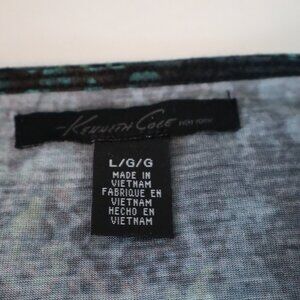 Kenneth Cole NEW YORK
L/G/G
MADE IN
VIETNAM
FABRIQUE EN
VIETNAM
HECHO EN
VIETNAM